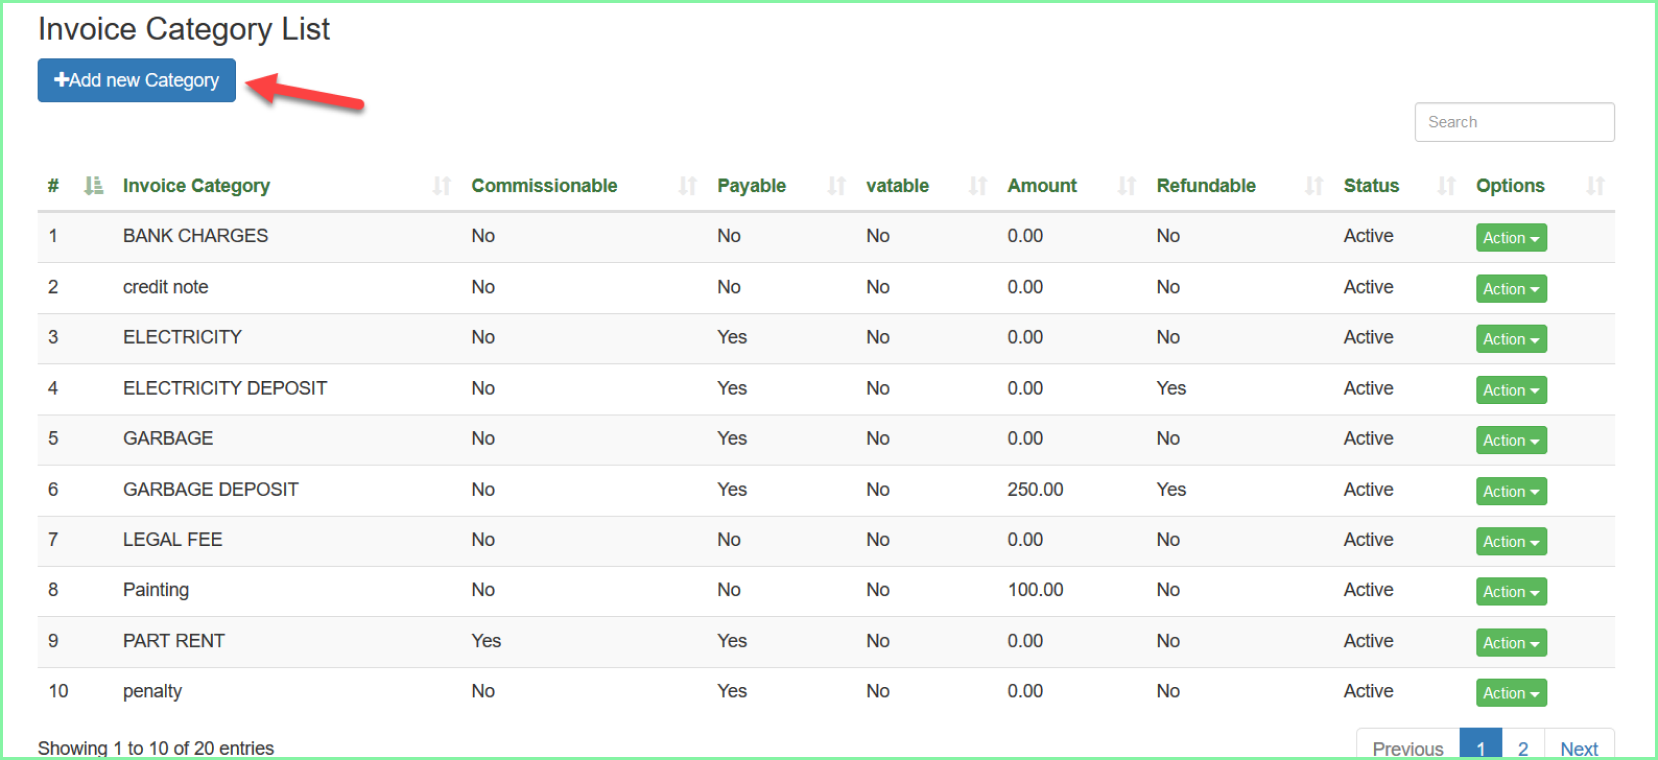 Invoice Category List
+Add new Category
Search
# Invoice Category Commissionable Payable vatable Amount Refundable Status Options
1 BANK CHARGES No No No 0.00 No Active Action
2 credit note No No No 0.00 No Active Action
3 ELECTRICITY No Yes No 0.00 No Active Action
4 ELECTRICITY DEPOSIT No Yes No 0.00 Yes Active Action
5 GARBAGE No Yes No 0.00 No Active Action
6 GARBAGE DEPOSIT No Yes No 250.00 Yes Active Action
7 LEGAL FEE No No No 0.00 No Active Action
8 Painting No No No 100.00 No Active Action
9 PART RENT Yes Yes No 0.00 No Active Action
10 penalty No Yes No 0.00 No Active Action
Showing 1 to 10 of 20 entries Previous 1 2 Next